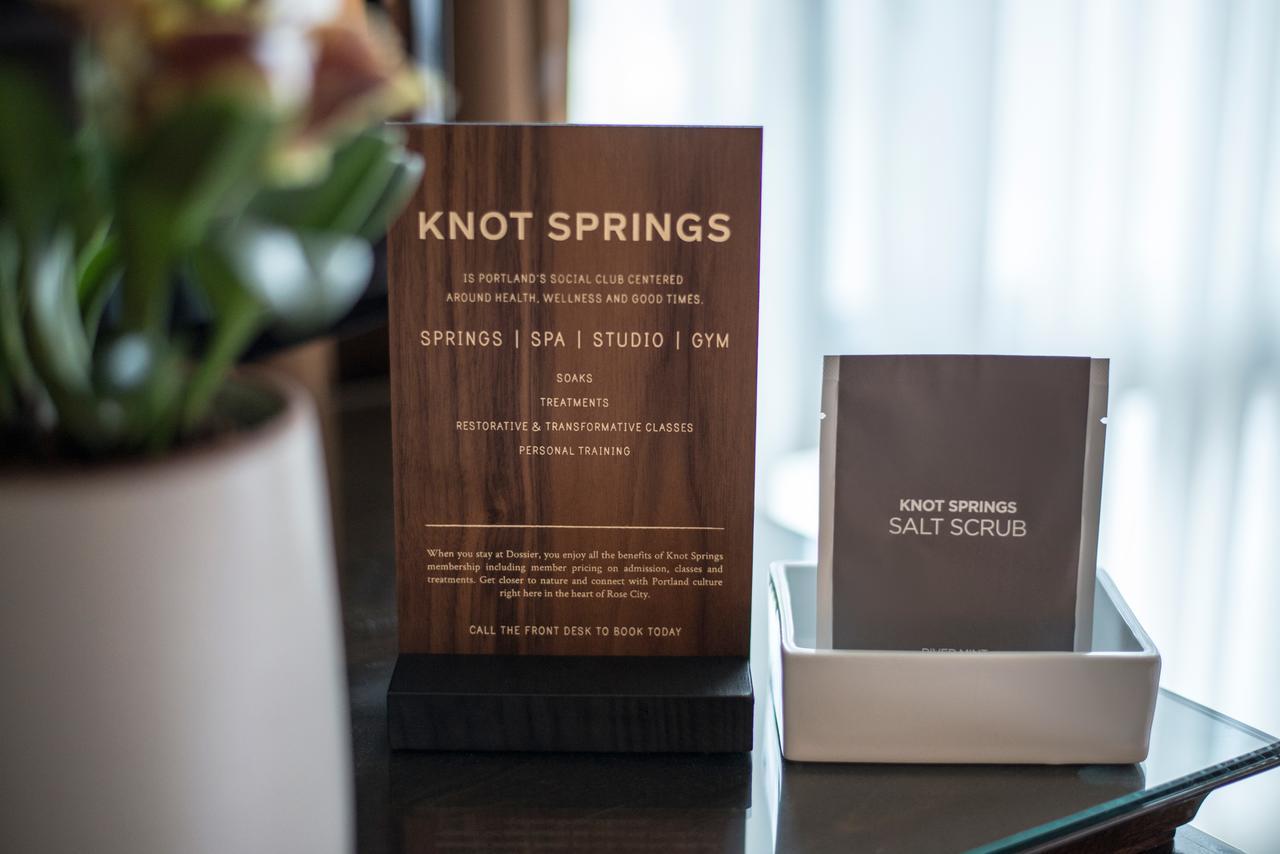 KNOT SPRINGS
IS PORTLAND'S SOCIAL CLUB CENTERED
AROUND HEALTH, WELLNESS AND GOOD TIMES.
SPRINGS | SPA | STUDIO | GYM
SOAKS
TREATMENTS
RESTORATIVE & TRANSFORMATIVE CLASSES
PERSONAL TRAINING
When you stay at Dossier, you enjoy all the benefits of Knot Springs
membership including member pricing on admission, classes and
treatments. Get closer to nature and connect with Portland culture
right here in the heart of Rose City.
CALL THE FRONT DESK TO BOOK TODAY
KNOT SPRINGS
SALT SCRUB
RIVER MINT